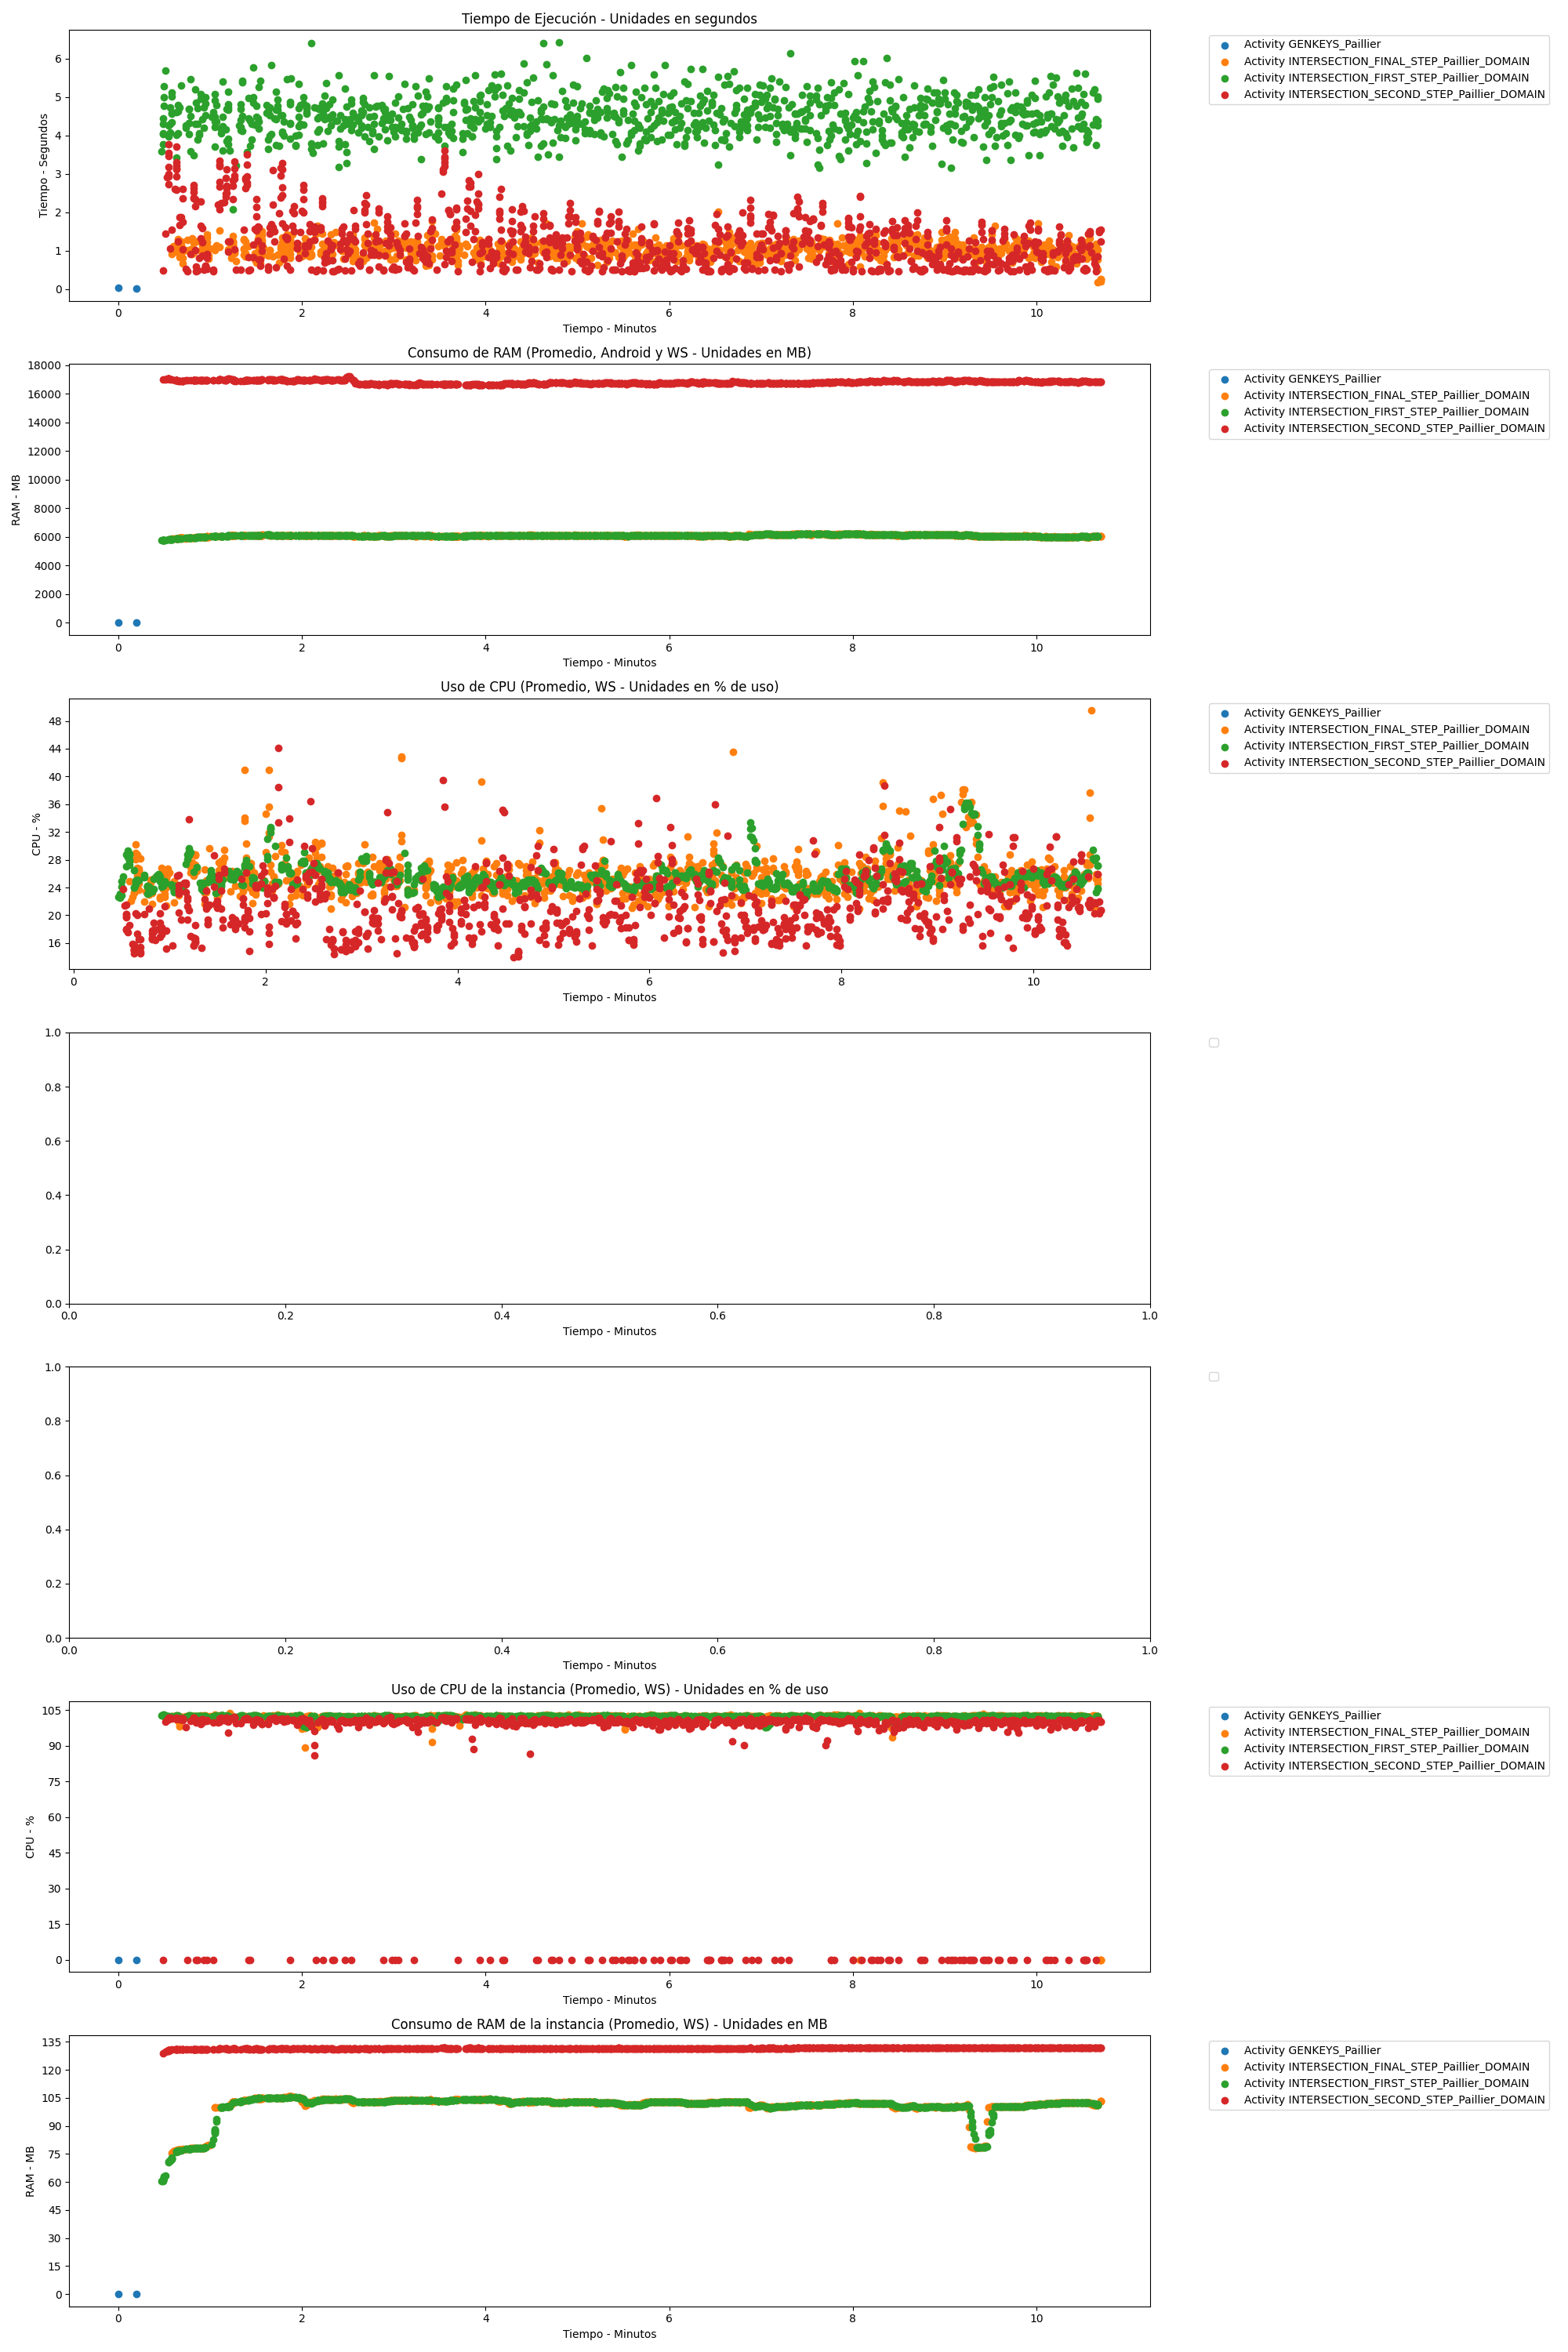 Tiempo de Ejecución - Unidades en segundos
Tiempo - Segundos
6
5
4
3
2
1
0
0 2 4 6 8 10
Tiempo - Minutos
Activity GENKEYS_Paillier
Activity INTERSECTION_FINAL_STEP_Paillier_DOMAIN
Activity INTERSECTION_FIRST_STEP_Paillier_DOMAIN
Activity INTERSECTION_SECOND_STEP_Paillier_DOMAIN
Consumo de RAM (Promedio, Android y WS - Unidades en MB)
RAM - MB
18000
16000
14000
12000
10000
8000
6000
4000
2000
0
0 2 4 6 8 10
Tiempo - Minutos
Activity GENKEYS_Paillier
Activity INTERSECTION_FINAL_STEP_Paillier_DOMAIN
Activity INTERSECTION_FIRST_STEP_Paillier_DOMAIN
Activity INTERSECTION_SECOND_STEP_Paillier_DOMAIN
Uso de CPU (Promedio, WS - Unidades en % de uso)
CPU - %
48
44
40
36
32
28
24
20
16
0 2 4 6 8 10
Tiempo - Minutos
Activity GENKEYS_Paillier
Activity INTERSECTION_FINAL_STEP_Paillier_DOMAIN
Activity INTERSECTION_FIRST_STEP_Paillier_DOMAIN
Activity INTERSECTION_SECOND_STEP_Paillier_DOMAIN
1.0
0.8
0.6
0.4
0.2
0.0
0.0 0.2 0.4 0.6 0.8 1.0
Tiempo - Minutos
1.0
0.8
0.6
0.4
0.2
0.0
0.0 0.2 0.4 0.6 0.8 1.0
Tiempo - Minutos
Uso de CPU de la instancia (Promedio, WS) - Unidades en % de uso
CPU - %
105
90
75
60
45
30
15
0
0 2 4 6 8 10
Tiempo - Minutos
Activity GENKEYS_Paillier
Activity INTERSECTION_FINAL_STEP_Paillier_DOMAIN
Activity INTERSECTION_FIRST_STEP_Paillier_DOMAIN
Activity INTERSECTION_SECOND_STEP_Paillier_DOMAIN
Consumo de RAM de la instancia (Promedio, WS) - Unidades en MB
RAM - MB
135
120
105
90
75
60
45
30
15
0
0 2 4 6 8 10
Tiempo - Minutos
Activity GENKEYS_Paillier
Activity INTERSECTION_FINAL_STEP_Paillier_DOMAIN
Activity INTERSECTION_FIRST_STEP_Paillier_DOMAIN
Activity INTERSECTION_SECOND_STEP_Paillier_DOMAIN